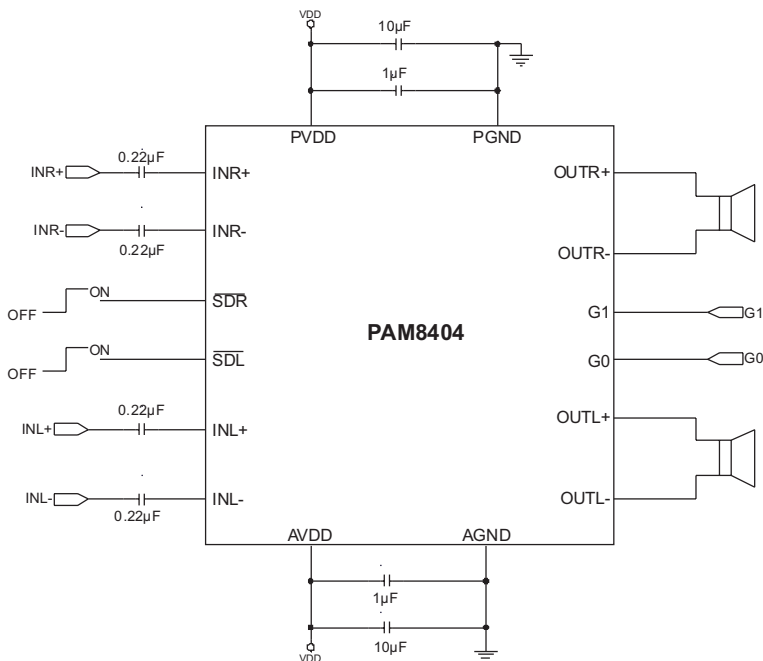 VDD
10µF
1µF
PVDD PGND
0.22µF
INR+ INR+ OUTR+
INR- INR-
0.22µF
OUTR-
ON
OFF SDR G1 G1
PAM8404
ON
OFF SDL G0 G0
0.22µF
OUTL+
INL+ INL+
INL- INL- OUTL-
0.22µF
AVDD AGND
1µF
10µF
VDD